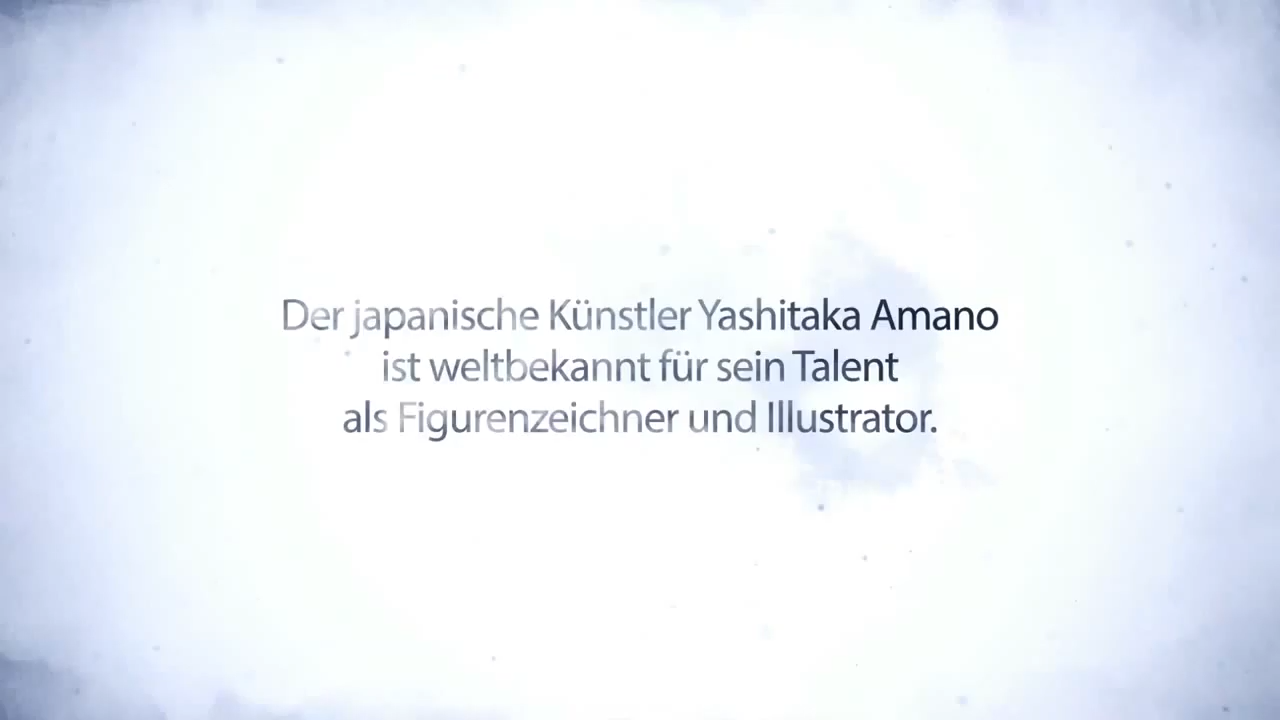 Der japanische Künstler Yashitaka Amano
ist weltbekannt für sein Talent
als Figurenzeichner und Illustrator.